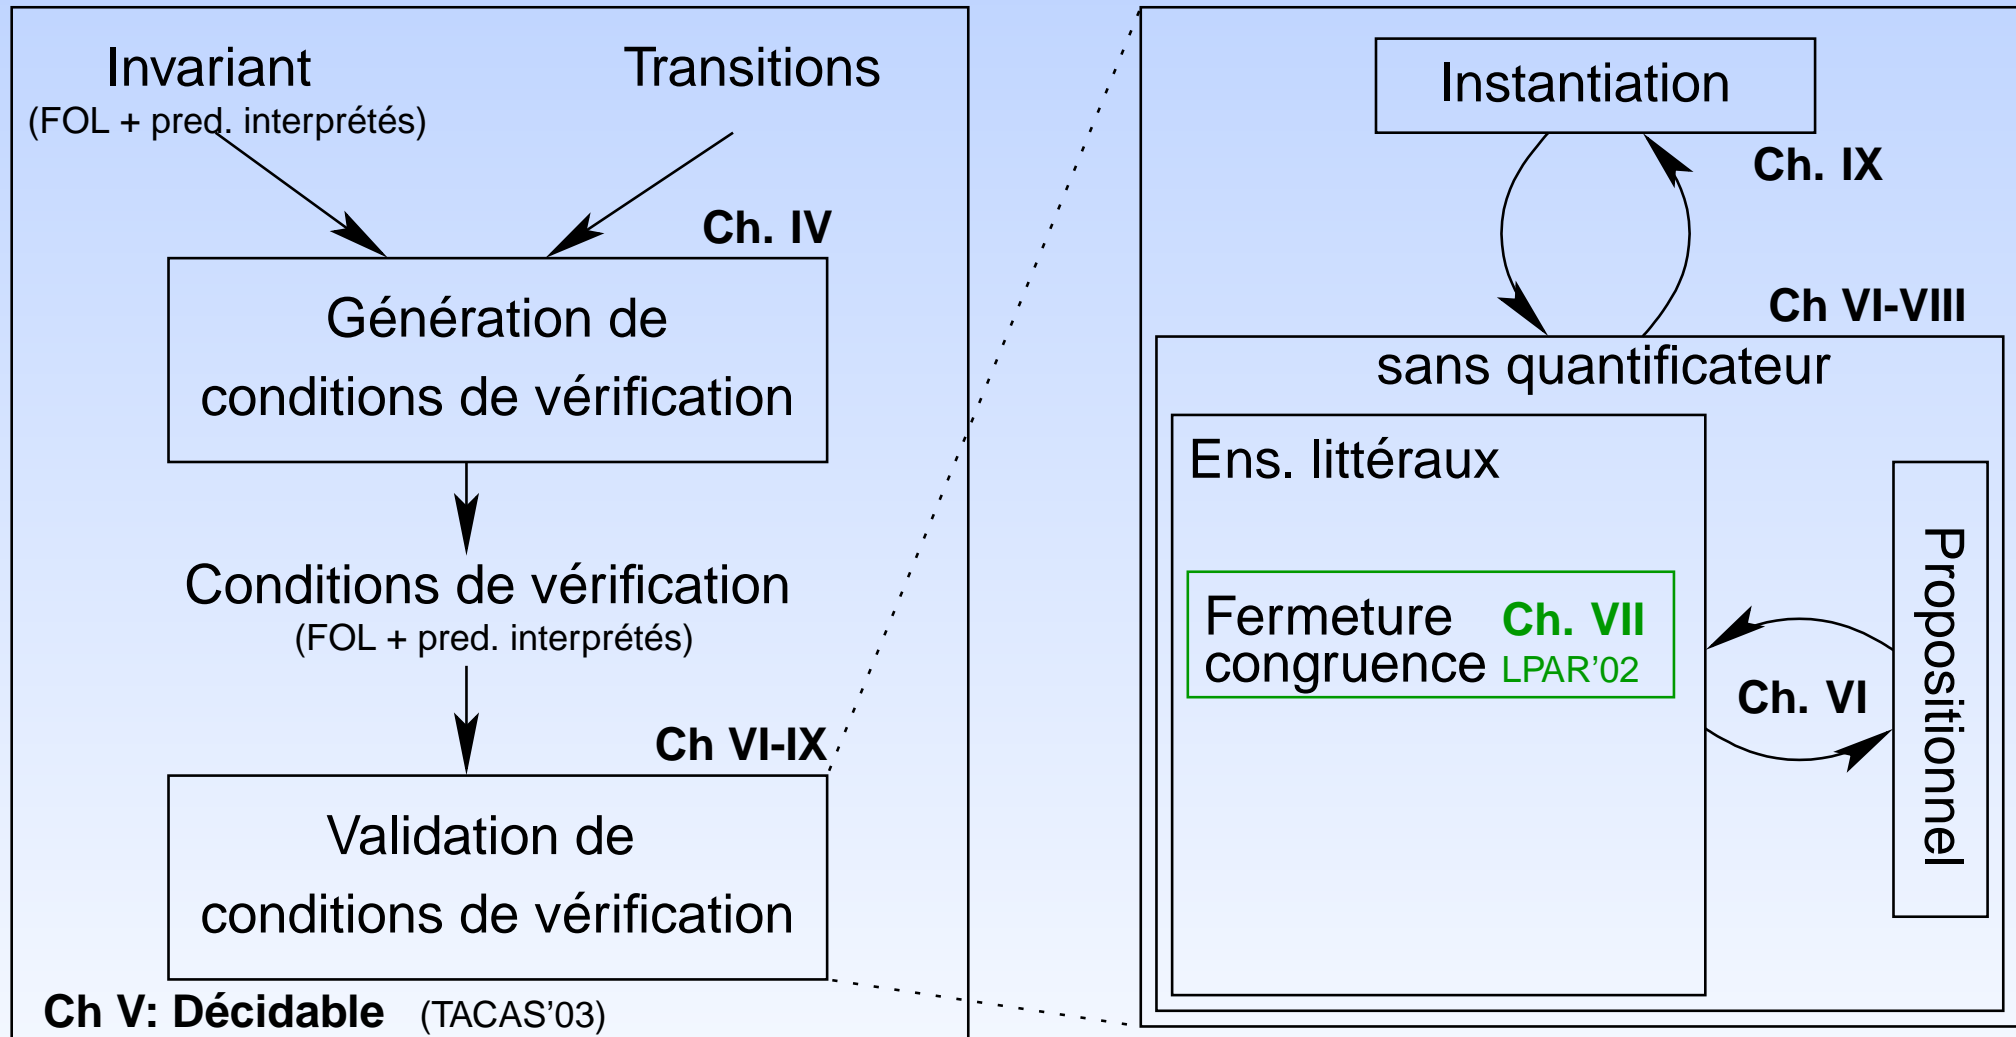 Invariant
(FOL + pred. interprétés)
Transitions
Ch. IV
Génération de
conditions de vérification
Conditions de vérification
(FOL + pred. interprétés)
Ch VI-IX
Validation de
conditions de vérification
Ch V: Décidable (TACAS'03)
Instantiation
Ch. IX
Ch VI-VIII
sans quantificateur
Ens. littéraux
Fermeture Ch. VII
congruence LPAR'02
Ch. VI
Propositionnel